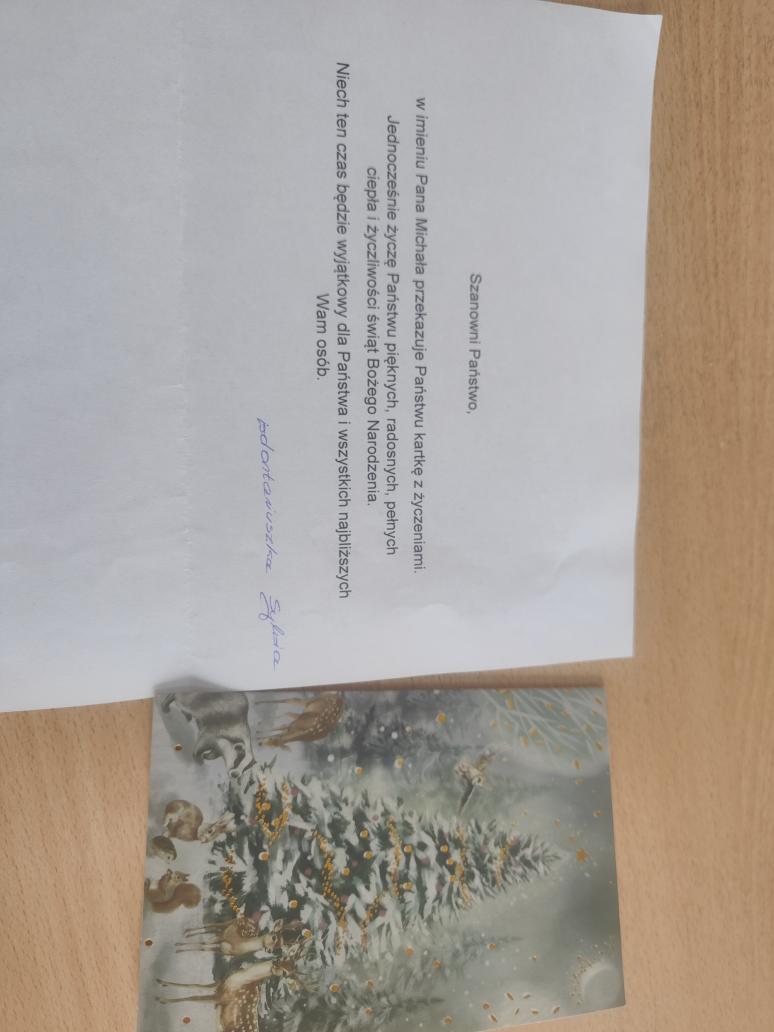 Szanowni Państwo,
w imieniu Pana Michała przekazuje Państwu kartkę z życzeniami.
Jednocześnie życzę Państwu pięknych, radosnych, pełnych
ciepła i życzliwości świąt Bożego Narodzenia.
Niech ten czas będzie wyjątkowy dla Państwa i wszystkich najbliższych
Wam osób.
Sylwia